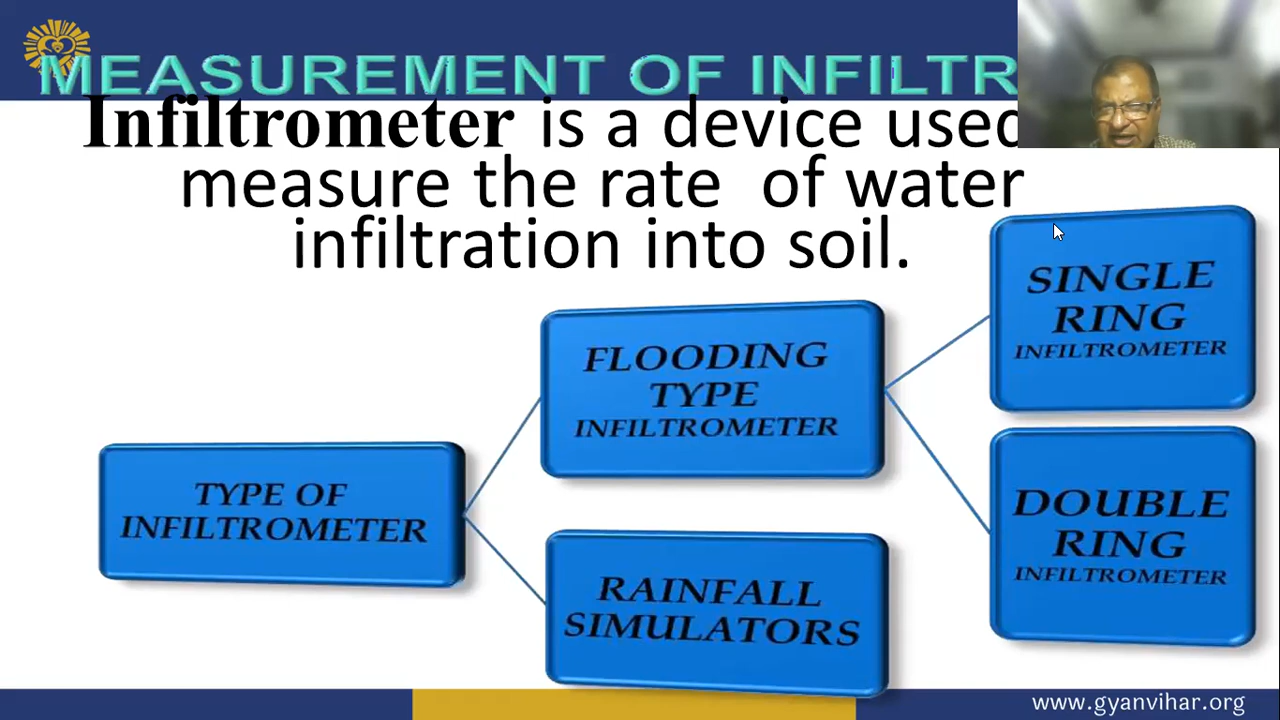 MEASUREMENT OF INFILTR
Infiltrometer is a device used
measure the rate of water
infiltration into soil.
TYPE OF
INFILTROMETER
FLOODING
TYPE
INFILTROMETER
RAINFALL
SIMULATORS
SINGLE
RING
INFILTROMETER
DOUBLE
RING
INFILTROMETER
www.gyanvihar.org